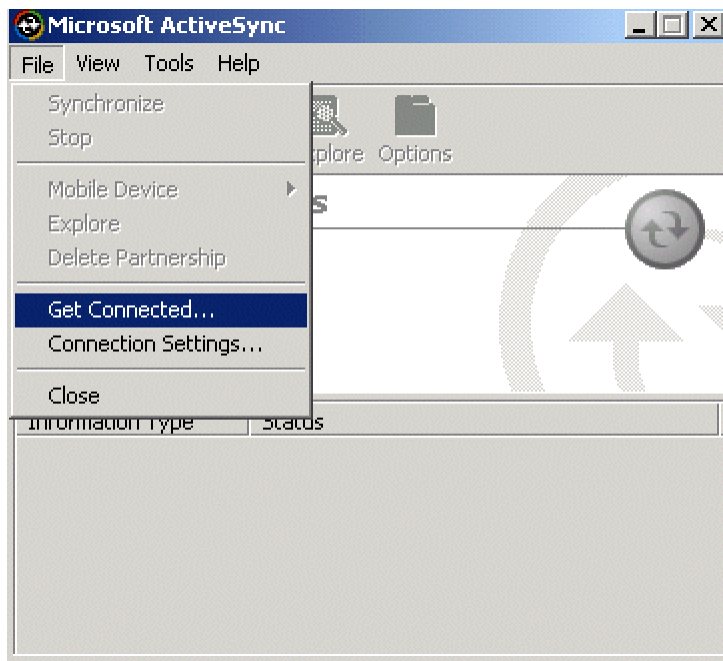 Microsoft ActiveSync
File View Tools Help
Synchronize
Stop
plore Options
Mobile Device
s
Explore
Delete Partnership
Get Connected...
Connection Settings...
Close
Information Type Status